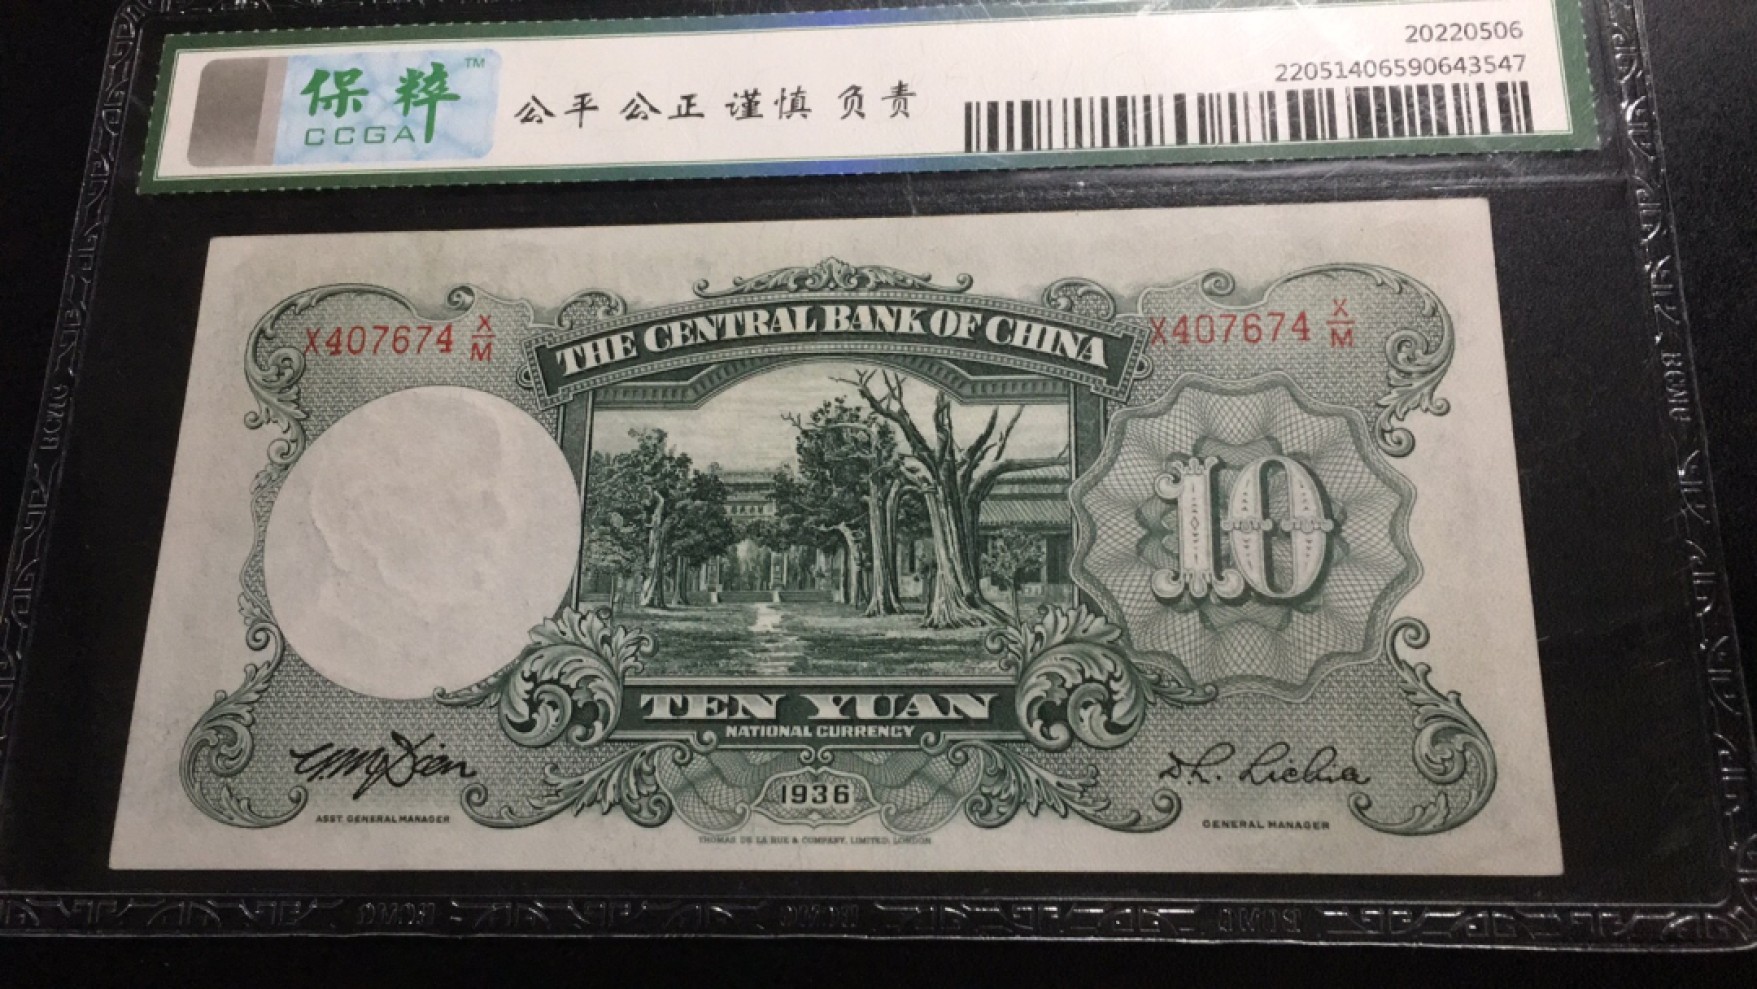 20220506
保粹™
公平 公正 谨慎 负责
22051406590643547
CCGA
THE CENTRAL BANK OF CHINA
X407674 X/M
X407674 X/M
10
TEN YUAN
NATIONAL CURRENCY
1936
ASST. GENERAL MANAGER
GENERAL MANAGER
THOMAS DE LA RUE & COMPANY, LIMITED, LONDON